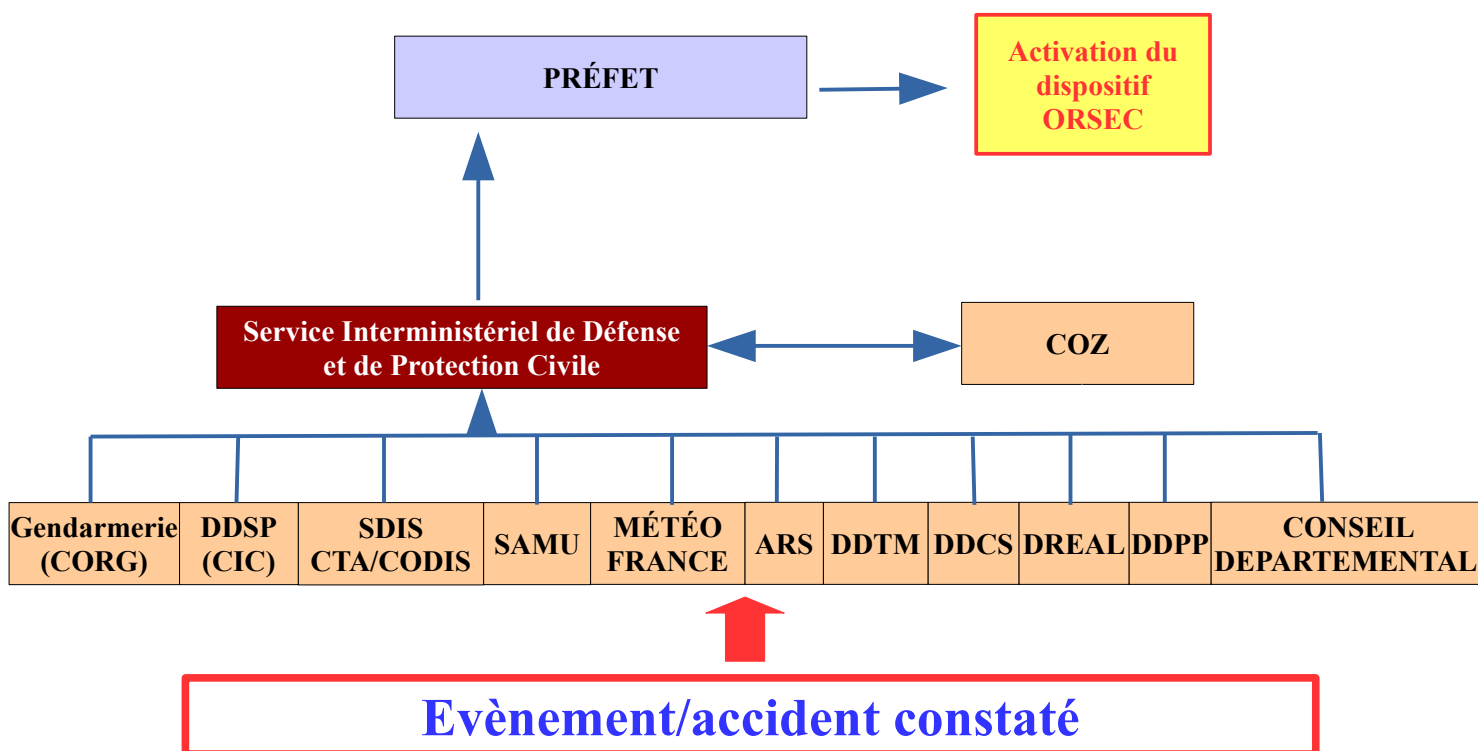 PRÉFET
Activation du
dispositif
ORSEC
Service Interministériel de Défense
et de Protection Civile
COZ
Gendarmerie
(CORG)
DDSP
(CIC)
SDIS
CTA/CODIS
SAMU
MÉTÉO
FRANCE
ARS
DDTM
DDCS
DREAL
DDPP
CONSEIL
DEPARTEMENTAL
Evènement/accident constaté